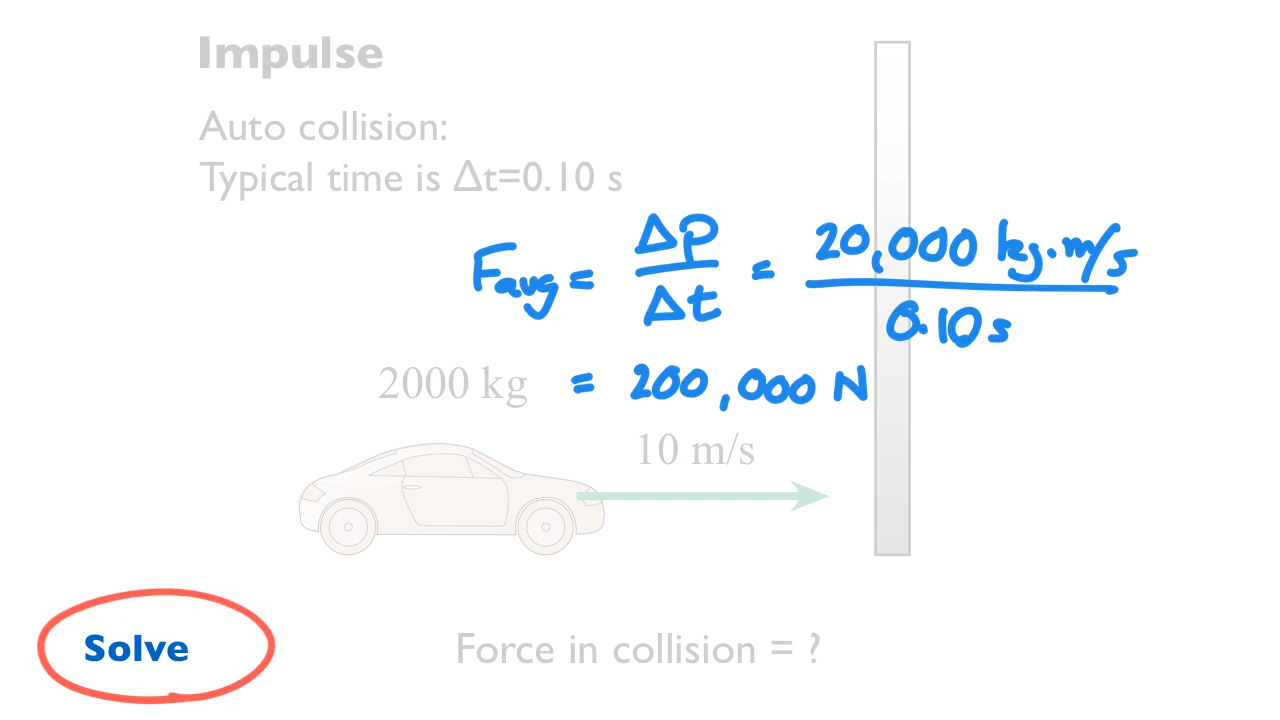 Impulse
Auto collision:
Typical time is Δt=0.10 s
Favg = Δp/Δt = 20,000 kg·m/s / 0.10 s
= 200,000 N
2000 kg
10 m/s
Solve
Force in collision = ?